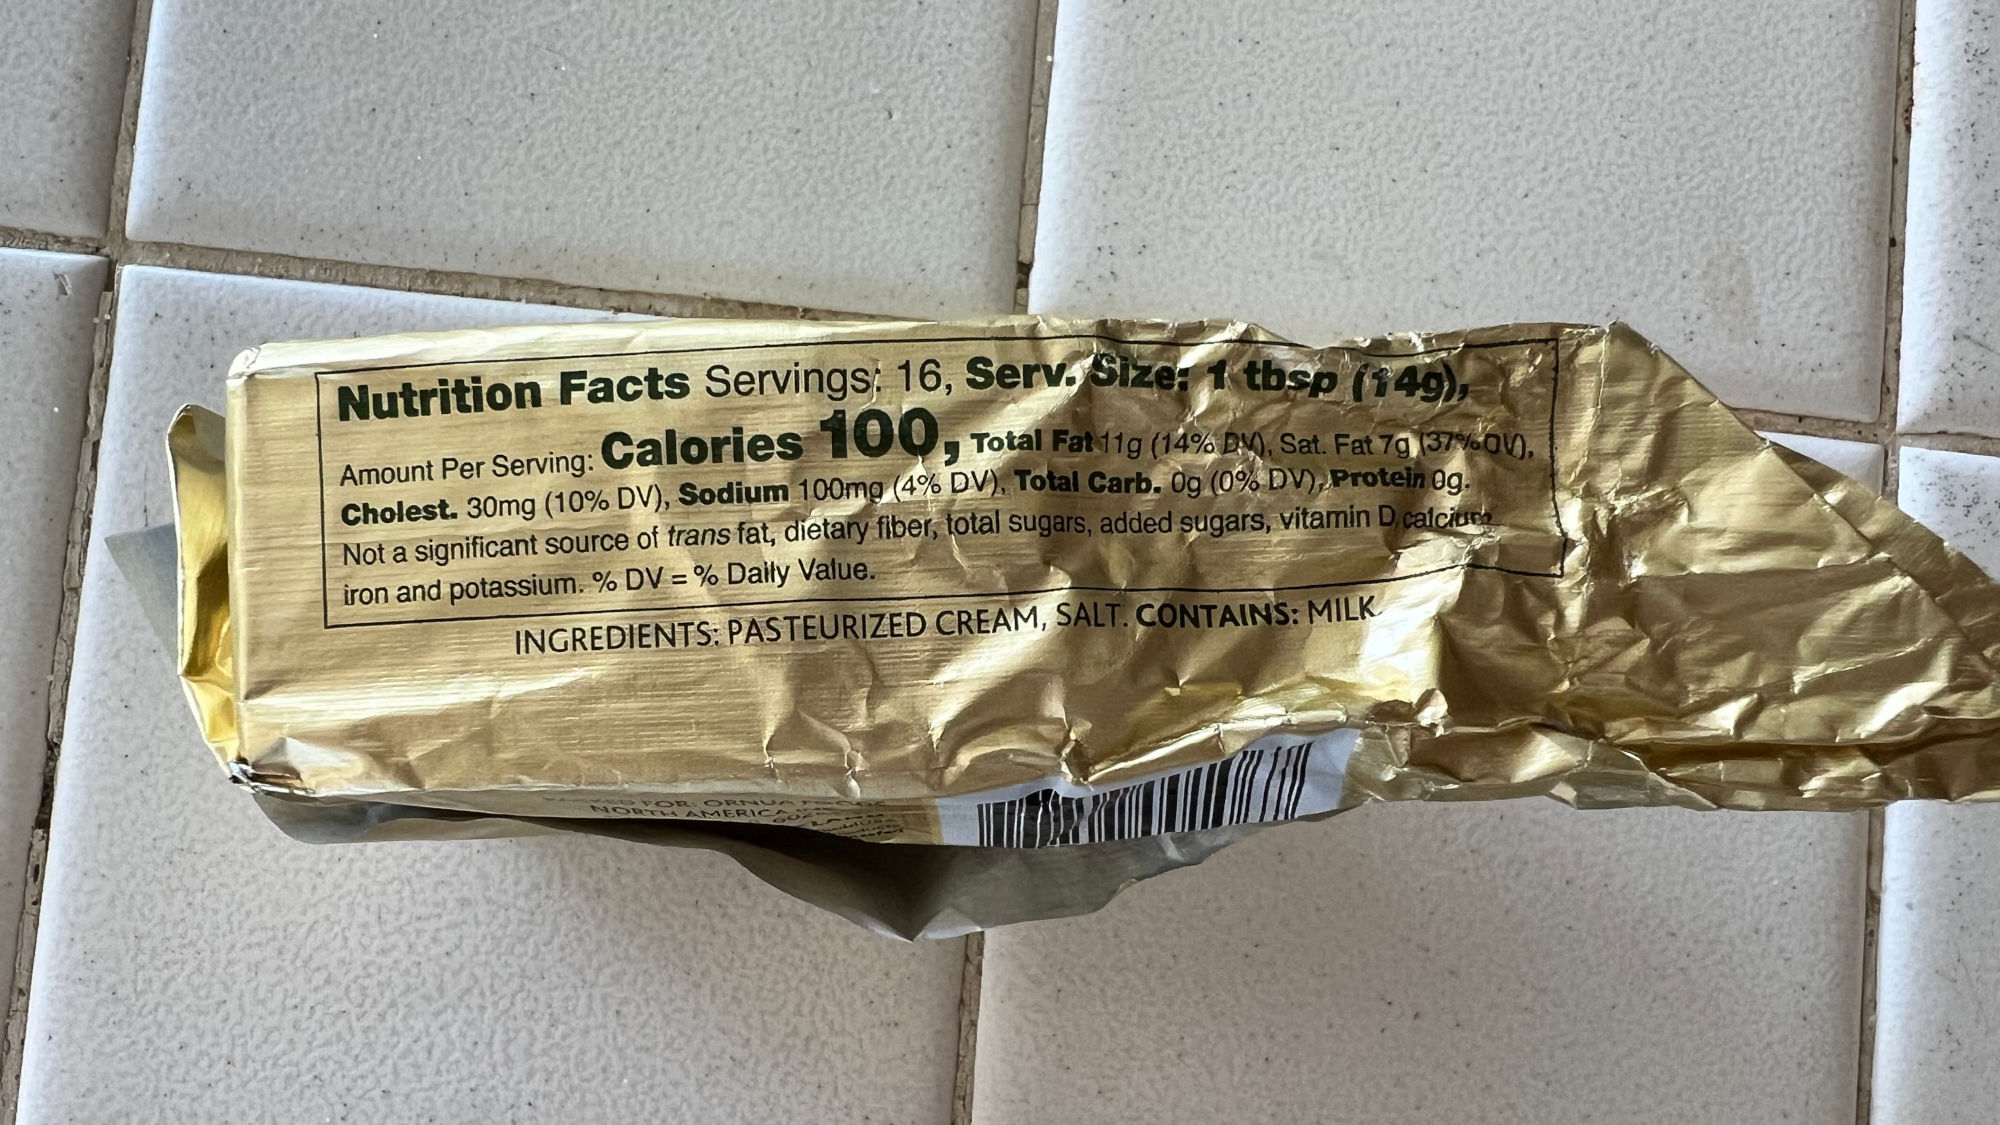 Nutrition Facts Servings: 16, Serv. Size: 1 tbsp (14g),
Amount Per Serving: Calories 100, Total Fat 11g (14% DV), Sat. Fat 7g (37% DV),
Cholest. 30mg (10% DV), Sodium 100mg (4% DV), Total Carb. 0g (0% DV), Protein 0g.
Not a significant source of trans fat, dietary fiber, total sugars, added sugars, vitamin D, calcium
iron and potassium. % DV = % Daily Value.
INGREDIENTS: PASTEURIZED CREAM, SALT. CONTAINS: MILK.
FOR: ORNUA
NORTH AMERICA